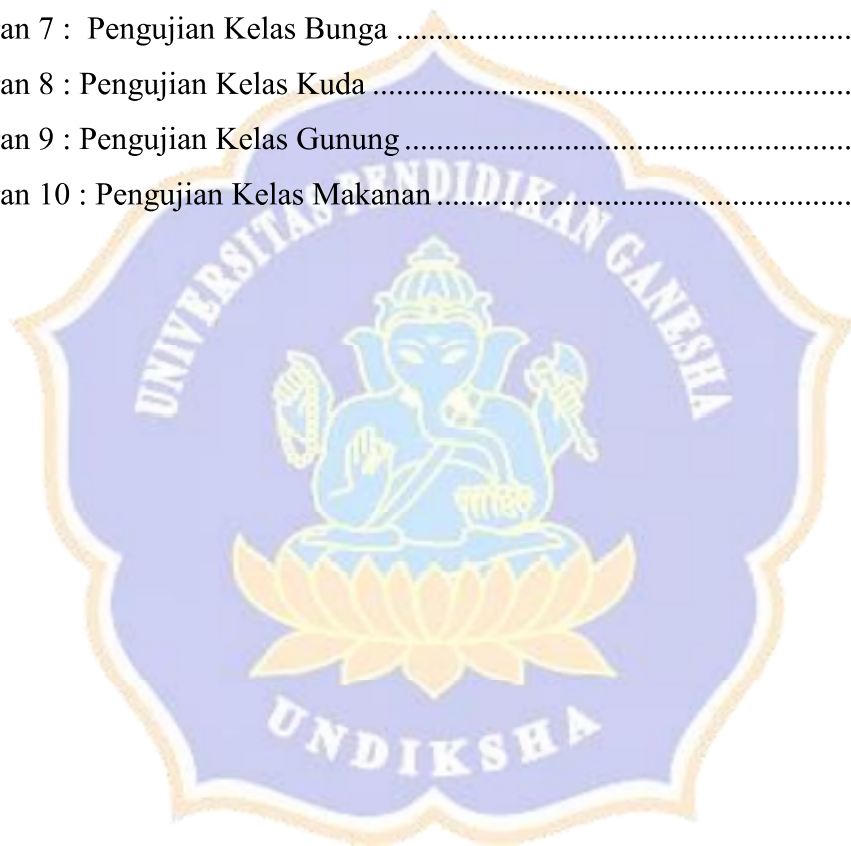 an 7 :  Pengujian Kelas Bunga ............................................................
an 8 : Pengujian Kelas Kuda ...............................................................
an 9 : Pengujian Kelas Gunung ...........................................................
an 10 : Pengujian Kelas Makanan .......................................................
UNIVERSITAS PENDIDIKAN GANESHA
UNDIKSHA